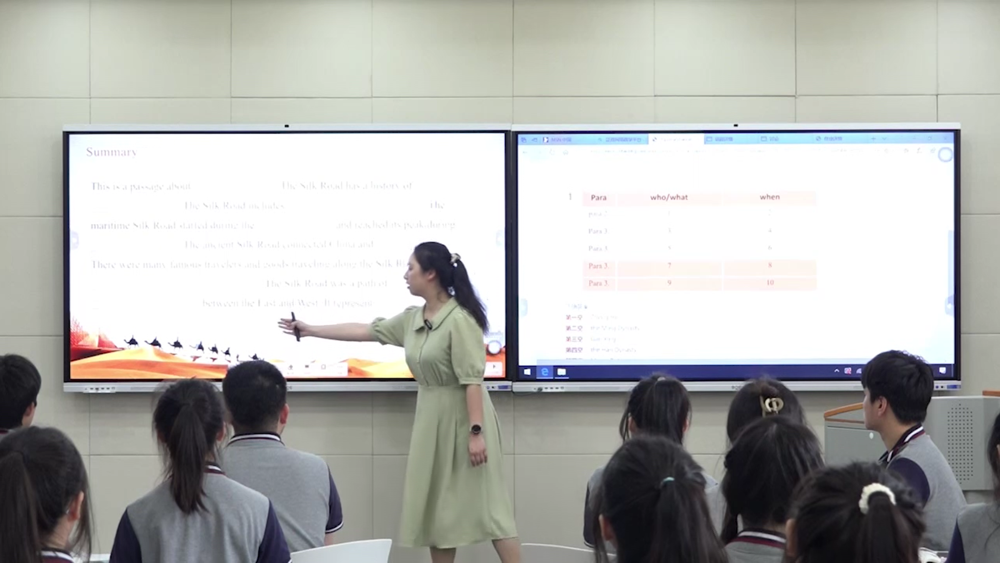 Summary
This is a passage about The Silk Road has a history of
The Silk Road includes The
maritime Silk Road started during the and reached its peak during
The ancient Silk Road connected China and
There were many famous travelers and goods traveling along the Silk
The Silk Road was a path of
between the East and West. It represent
MSN 中国
1 Para who/what when
para 2 1 2
Para 3. 3 4
Para 3. 5 6
Para 3. 7 8
Para 3. 9 10
第一空
第二空 the Ming Dynasty
第三空
第四空 the Han Dynasty